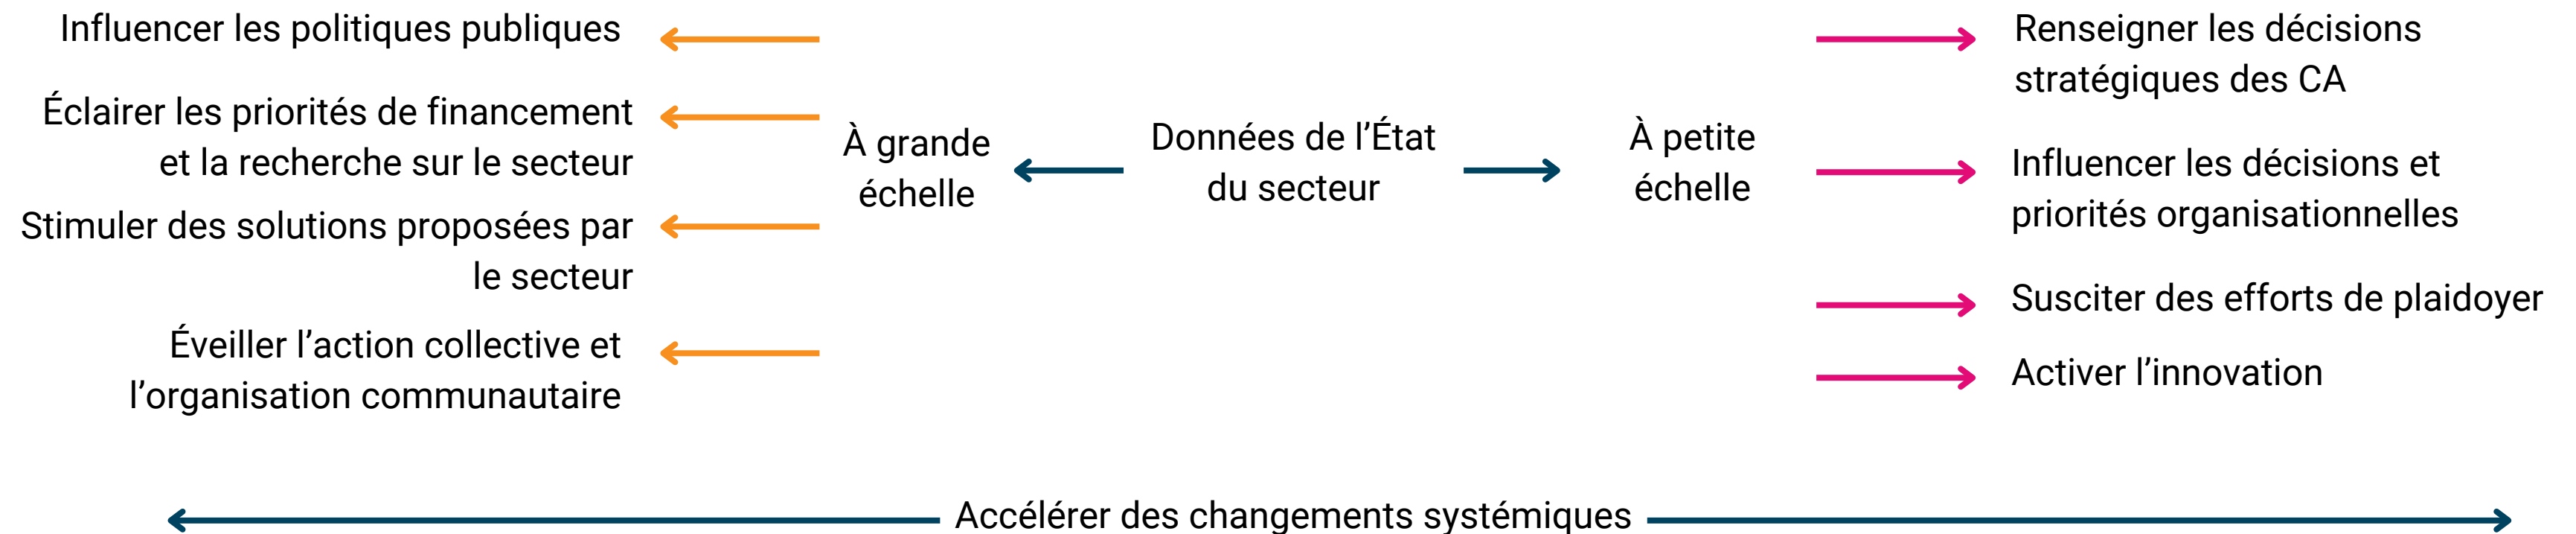 Influencer les politiques publiques
Éclairer les priorités de financement
et la recherche sur le secteur
Stimuler des solutions proposées par
le secteur
Éveiller l’action collective et
l’organisation communautaire
À grande
échelle
Données de l’État
du secteur
À petite
échelle
Renseigner les décisions
stratégiques des CA
Influencer les décisions et
priorités organisationnelles
Susciter des efforts de plaidoyer
Activer l’innovation
Accélérer des changements systémiques